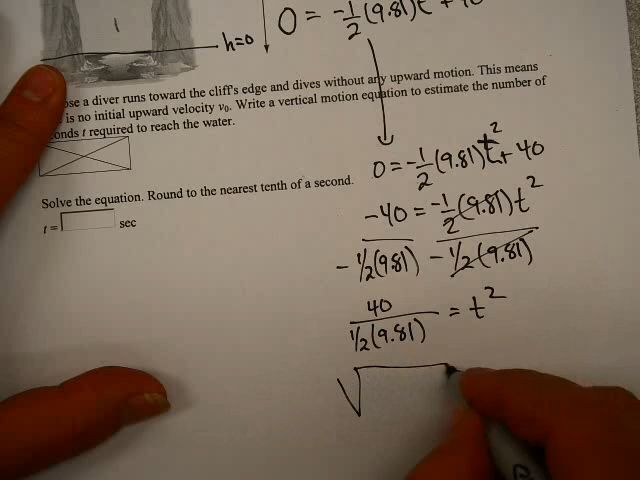 1
h=0
0 = -1/2 (9.81)t + 40
ose a diver runs toward the cliff's edge and dives without any upward motion. This means
is no initial upward velocity v₀. Write a vertical motion equation to estimate the number of
onds t required to reach the water.
0 = -1/2 (9.81) t² + 40
Solve the equation. Round to the nearest tenth of a second.
t = sec
-40 = -1/2 (9.81) t²
-1/2 (9.81) -1/2 (9.81)
40 / 1/2 (9.81) = t²
√